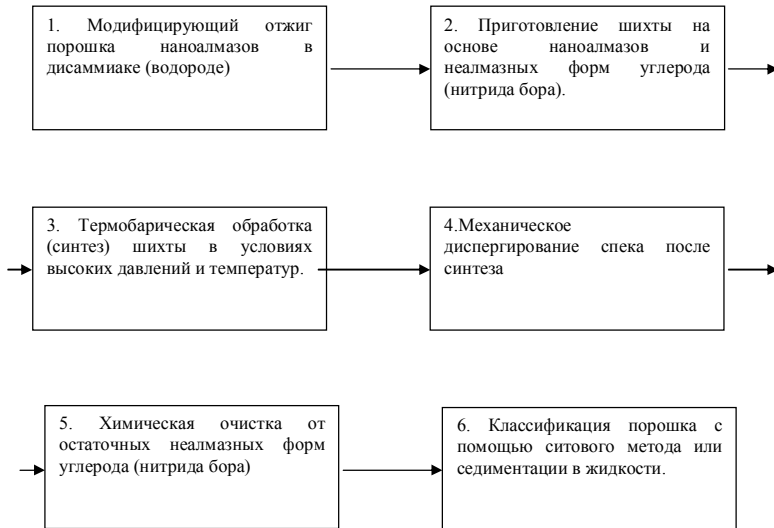 1. Модифицирующий отжиг
порошка наноалмазов в
дисаммиаке (водороде)
2. Приготовление шихты на
основе наноалмазов и
неалмазных форм углерода
(нитрида бора).
3. Термобарическая обработка
(синтез) шихты в условиях
высоких давлений и температур.
4.Механическое
диспергирование спека после
синтеза
5. Химическая очистка от
остаточных неалмазных форм
углерода (нитрида бора)
6. Классификация порошка с
помощью ситового метода или
седиментации в жидкости.